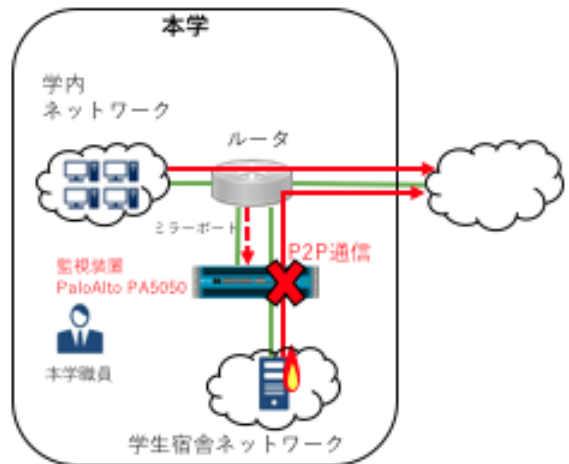 本学
学内
ネットワーク
ルータ
ミラーポート
P2P通信
監視装置
PaloAlto PA5050
本学職員
学生宿舎ネットワーク